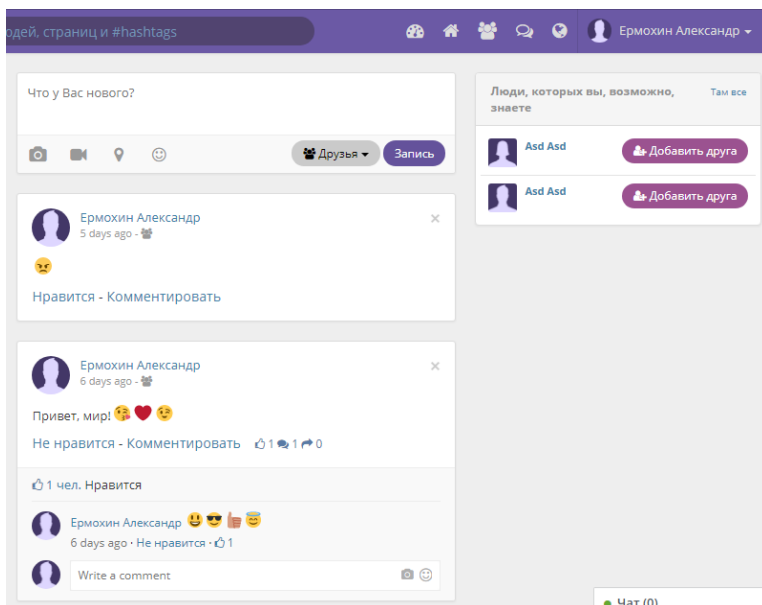 юдей, страниц и #hashtags
Ермохин Александр
Что у Вас нового?
Друзья
Запись
Люди, которых вы, возможно,
знаете
Там все
Asd Asd
Добавить друга
Asd Asd
Добавить друга
Ермохин Александр
5 days ago -
Нравится - Комментировать
Ермохин Александр
6 days ago -
Привет, мир!
Не нравится - Комментировать 1 1 0
1 чел. Нравится
Ермохин Александр
6 days ago · Не нравится · 1
Write a comment
Чат (0)